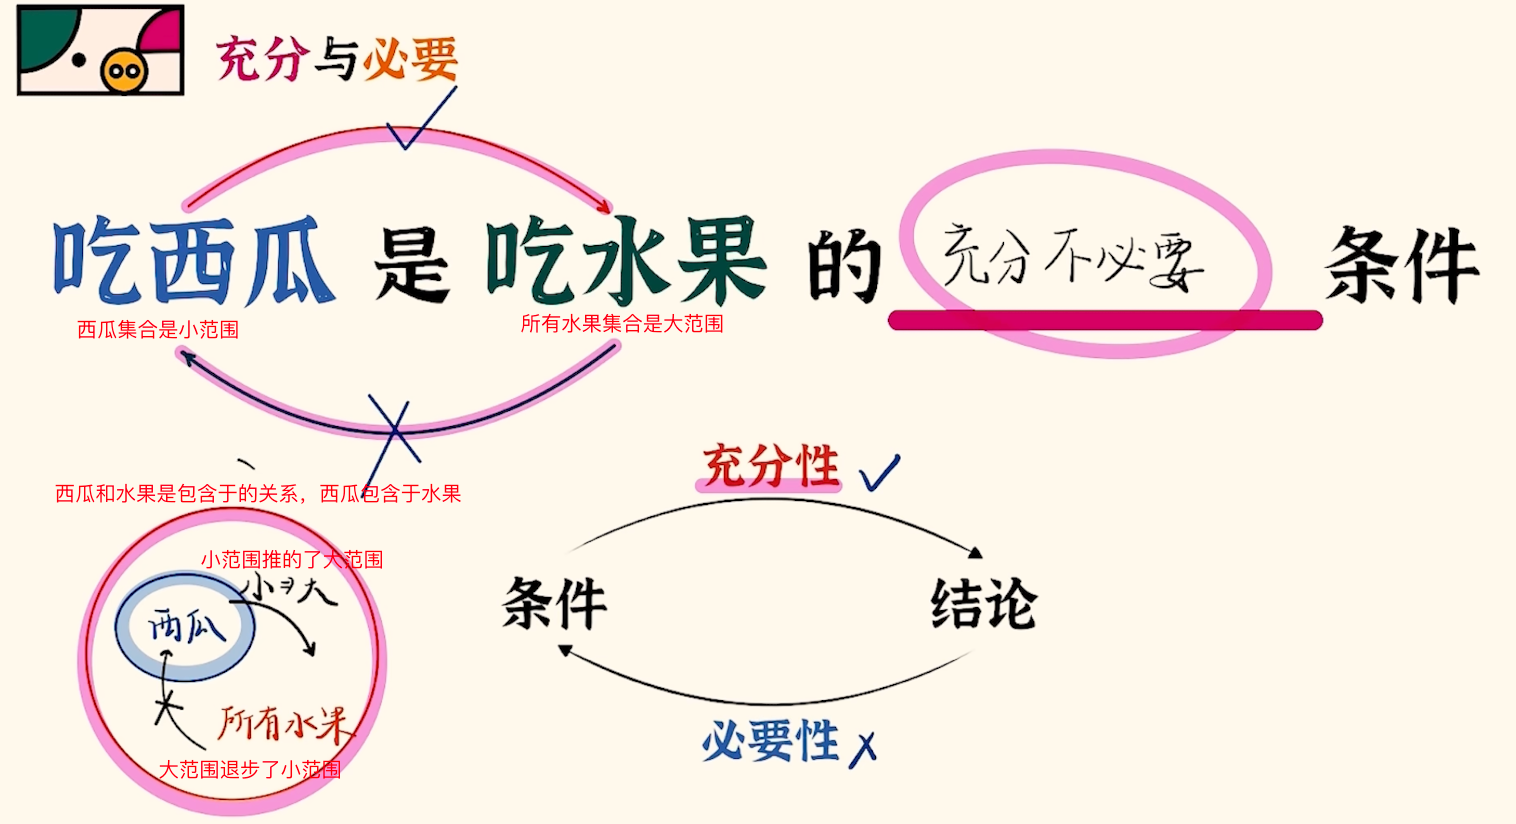 充分与必要
吃西瓜 是 吃水果 的 充分不必要 条件
西瓜集合是小范围
所有水果集合是大范围
充分性
西瓜和水果是包含于的关系，西瓜包含于水果
小范围推的了大范围
小⇒大
西瓜
条件
结论
所有水果
必要性
大范围退步了小范围